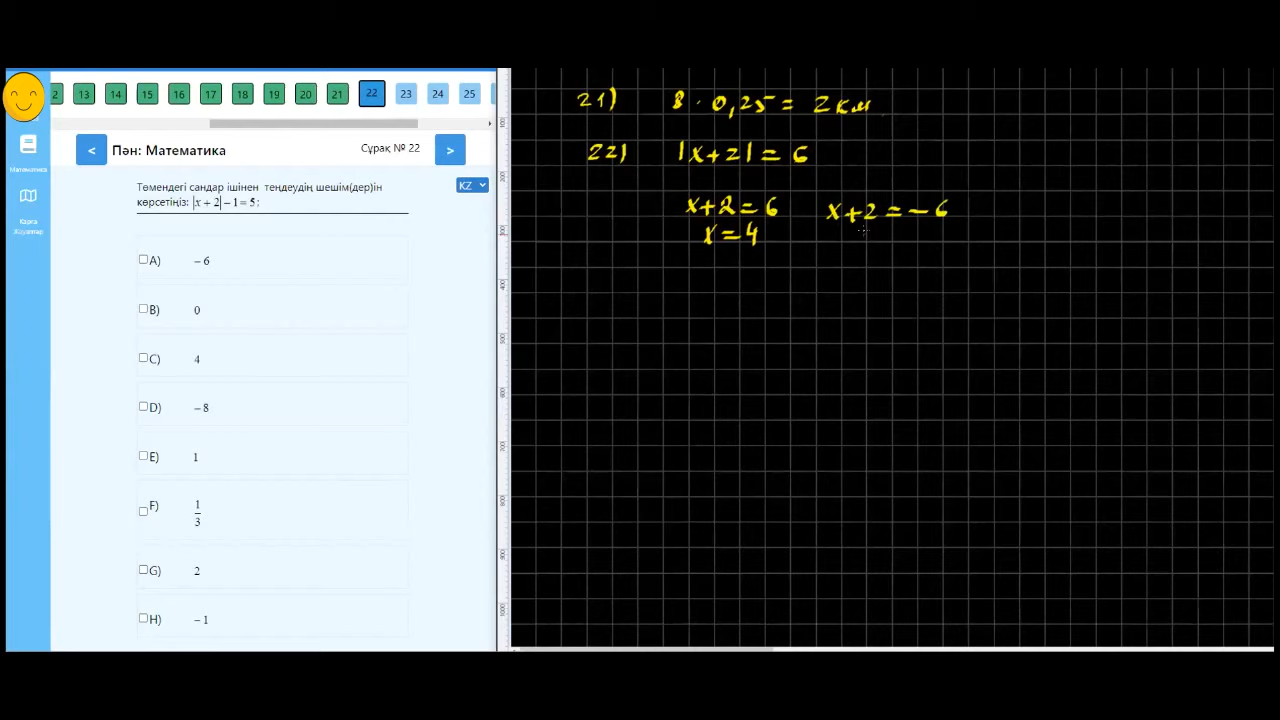 2 13 14 15 16 17 18 19 20 21 22 23 24 25
< Пән: Математика Сұрақ № 22 >
Математика
Карта
Төмендегі сандар ішінен теңдеудің шешім(дер)ін KZ
көрсетіңіз: |x + 2| – 1 = 5;
A) – 6
B) 0
C) 4
D) – 8
E) 1
F) 1/3
G) 2
H) – 1
21) 8 · 0,25 = 2 км
22) |x+2| = 6
x+2 = 6 x+2 = – 6
x = 4